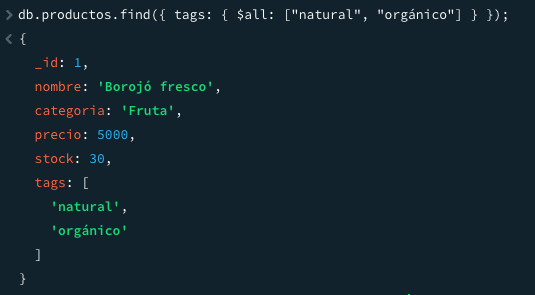 > db.productos.find({ tags: { $all: ["natural", "orgánico"] } });
< {
_id: 1,
nombre: 'Borojó fresco',
categoria: 'Fruta',
precio: 5000,
stock: 30,
tags: [
'natural',
'orgánico'
]
}